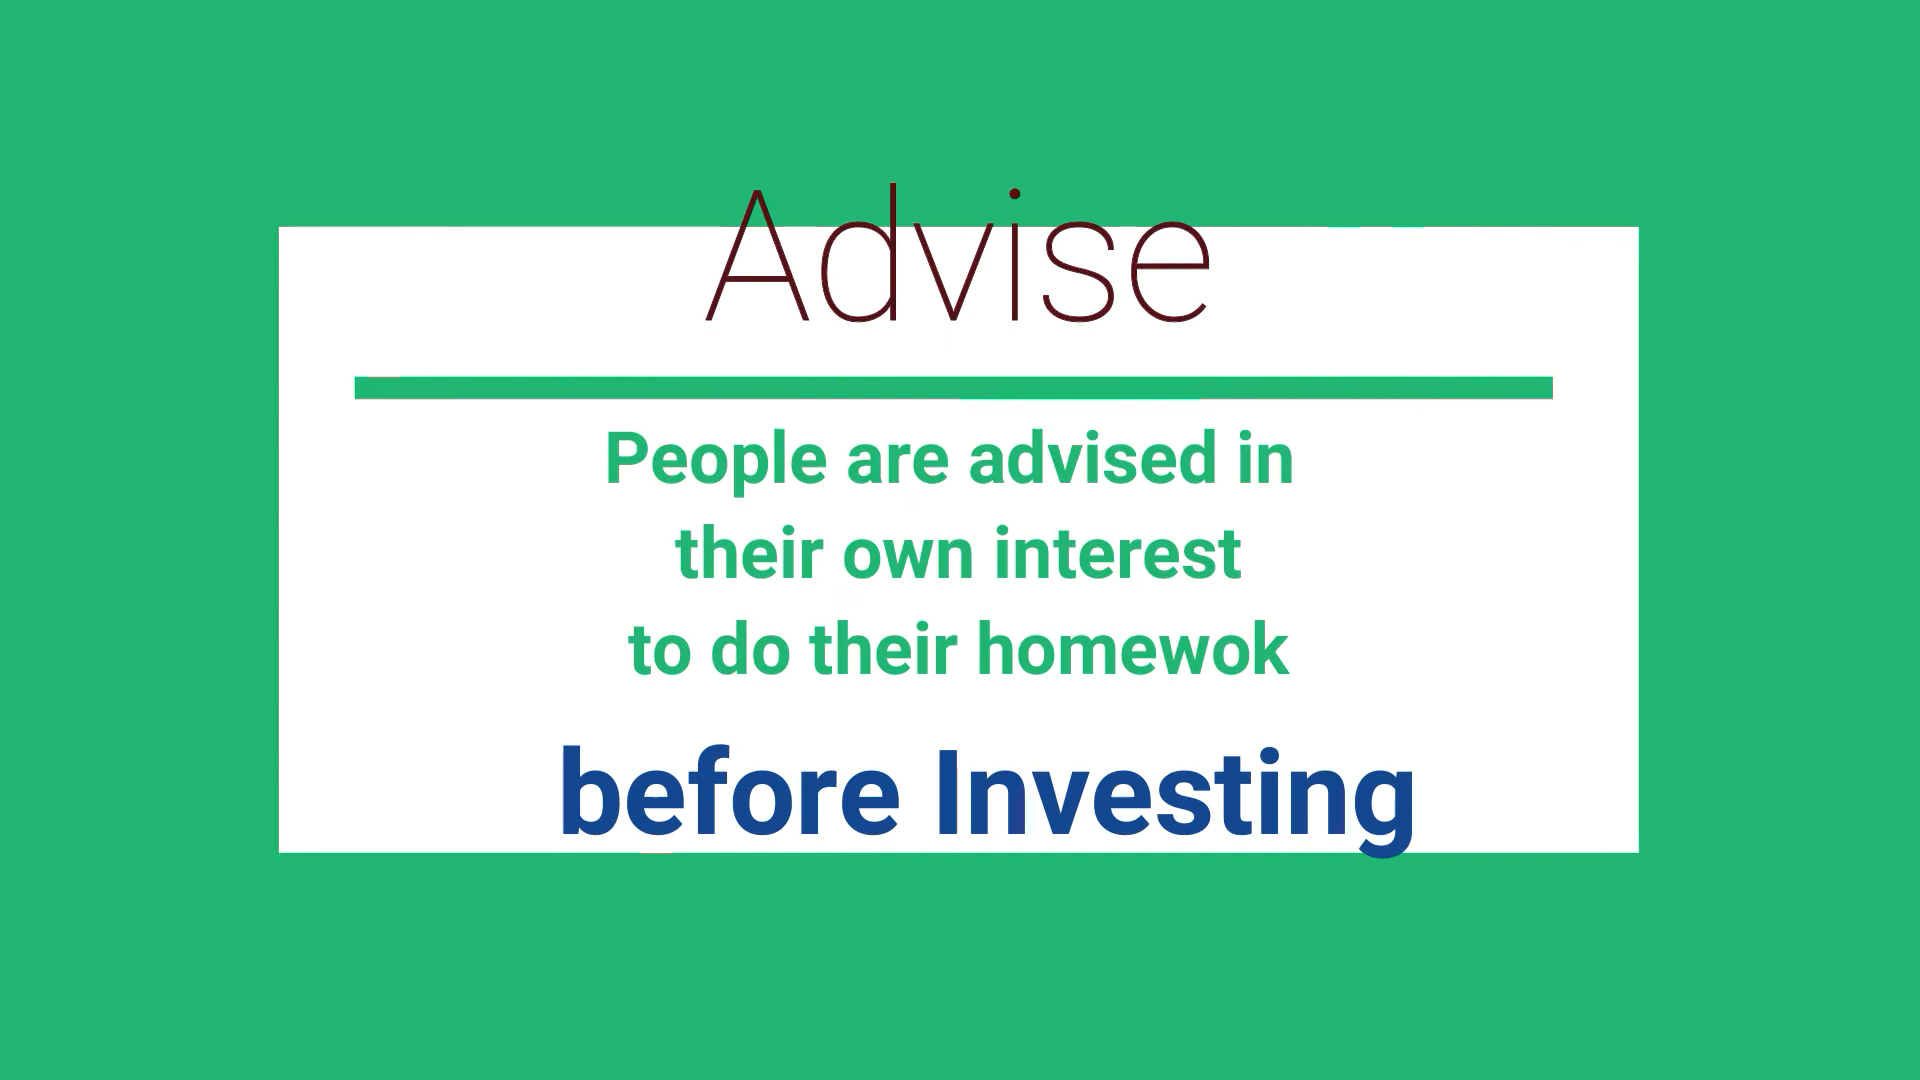 Advise
People are advised in
their own interest
to do their homewok
before Investing